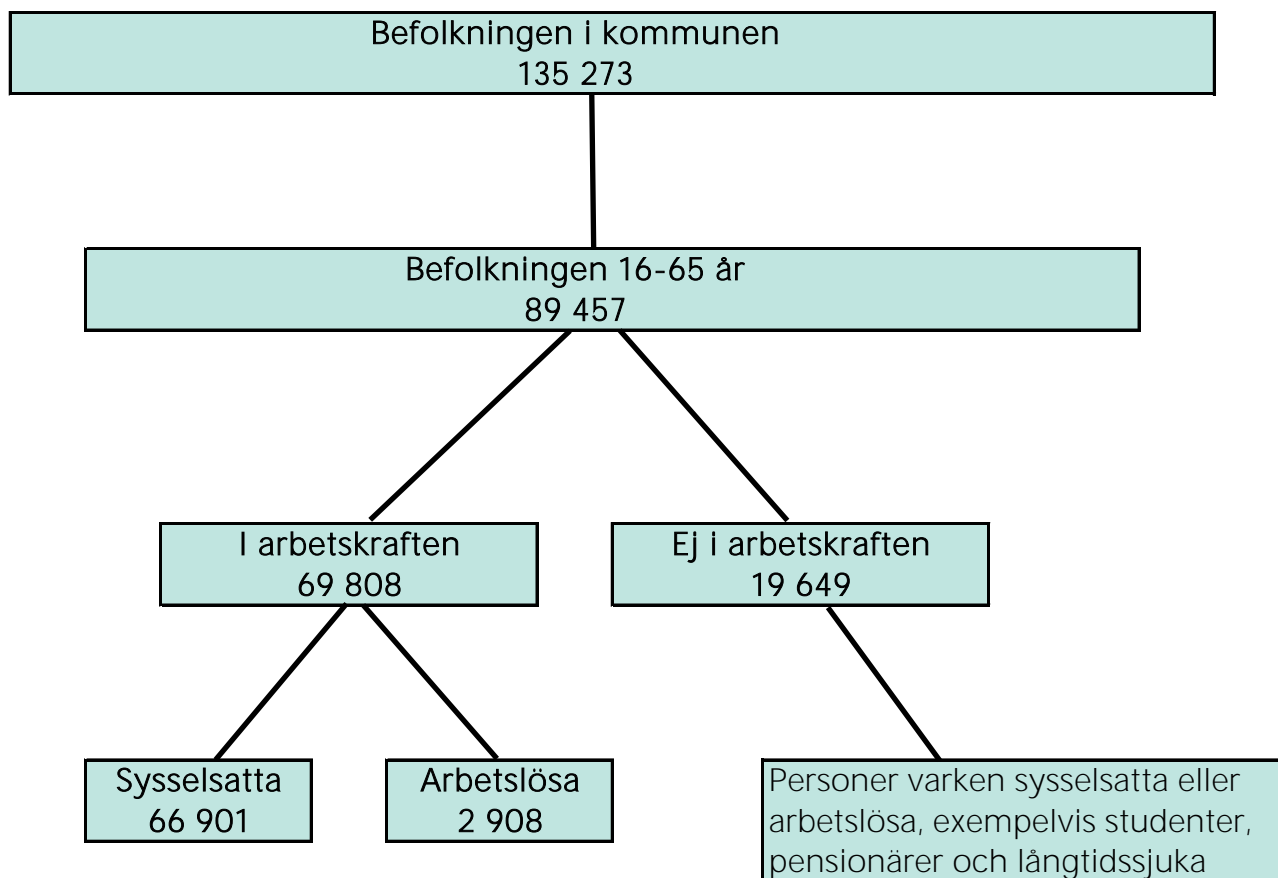 Befolkningen i kommunen
135 273
Befolkningen 16-65 år
89 457
I arbetskraften
69 808
Ej i arbetskraften
19 649
Sysselsatta
66 901
Arbetslösa
2 908
Personer varken sysselsatta eller
arbetslösa, exempelvis studenter,
pensionärer och långtidssjuka